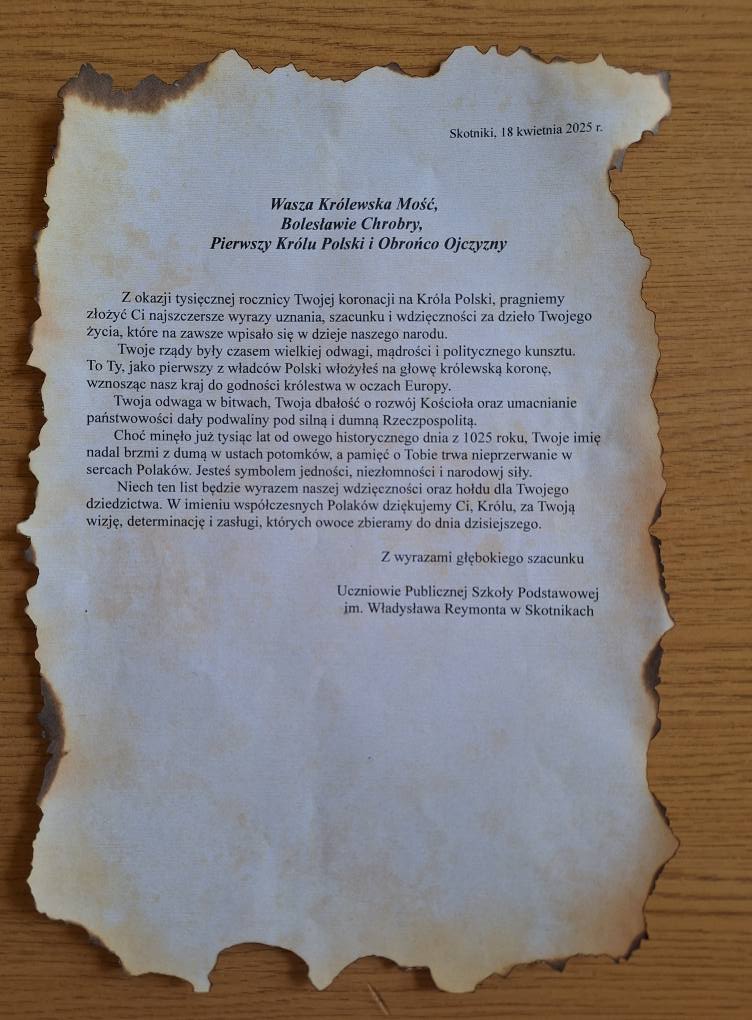 Skotniki, 18 kwietnia 2025 r.
Wasza Królewska Mość,
Bolesławie Chrobry,
Pierwszy Królu Polski i Obrońco Ojczyzny
Z okazji tysięcznej rocznicy Twojej koronacji na Króla Polski, pragniemy
złożyć Ci najszczersze wyrazy uznania, szacunku i wdzięczności za dzieło Twojego
życia, które na zawsze wpisało się w dzieje naszego narodu.
Twoje rządy były czasem wielkiej odwagi, mądrości i politycznego kunsztu.
To Ty, jako pierwszy z władców Polski włożyłeś na głowę królewską koronę,
wznosząc nasz kraj do godności królestwa w oczach Europy.
Twoja odwaga w bitwach, Twoja dbałość o rozwój Kościoła oraz umacnianie
państwowości dały podwaliny pod silną i dumną Rzeczpospolitą.
Choć minęło już tysiąc lat od owego historycznego dnia z 1025 roku, Twoje imię
nadal brzmi z dumą w ustach potomków, a pamięć o Tobie trwa nieprzerwanie w
sercach Polaków. Jesteś symbolem jedności, niezłomności i narodowej siły.
Niech ten list będzie wyrazem naszej wdzięczności oraz hołdu dla Twojego
dziedzictwa. W imieniu współczesnych Polaków dziękujemy Ci, Królu, za Twoją
wizję, determinację i zasługi, których owoce zbieramy do dnia dzisiejszego.
Z wyrazami głębokiego szacunku
Uczniowie Publicznej Szkoły Podstawowej
im. Władysława Reymonta w Skotnikach